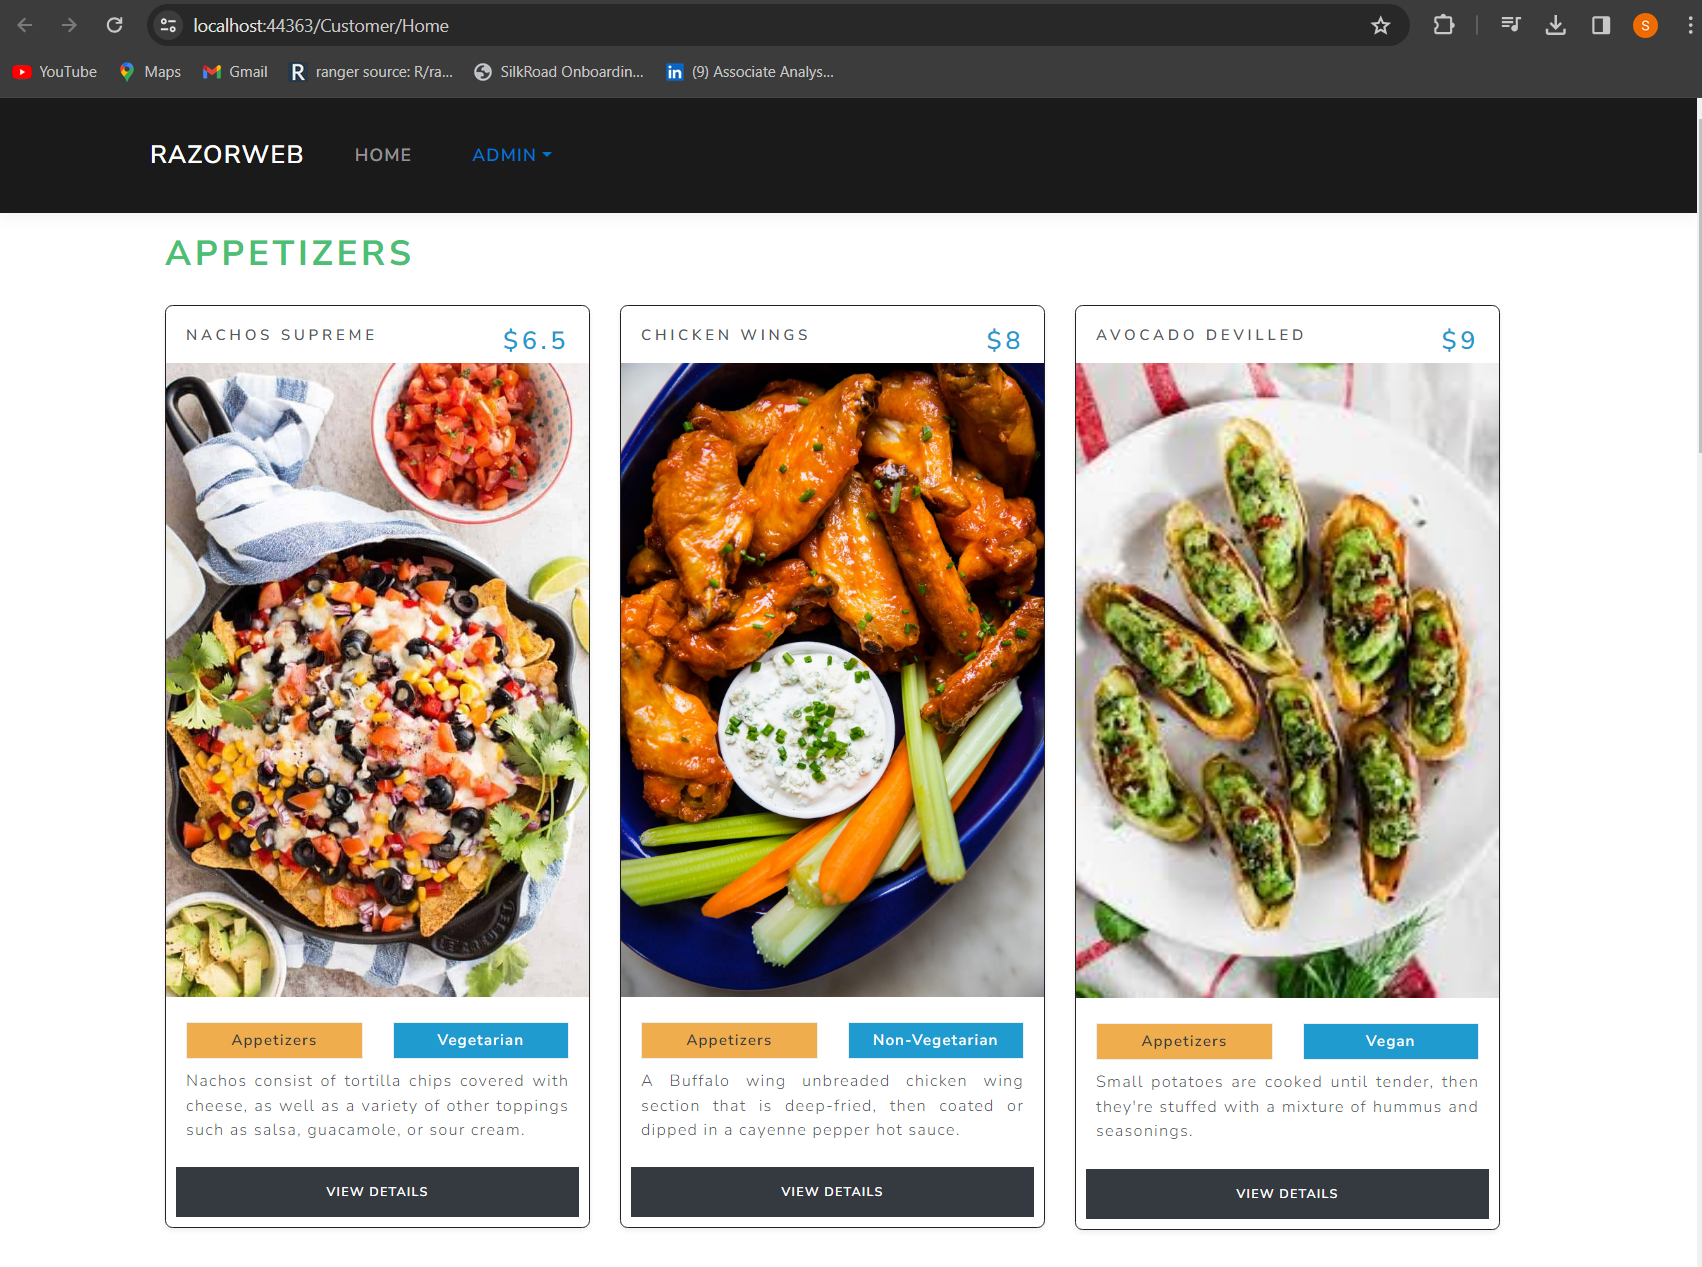 localhost:44363/Customer/Home
S
YouTube Maps Gmail ranger source: R/ra... SilkRoad Onboardin... (9) Associate Analys...
RAZORWEB HOME ADMIN
APPETIZERS
NACHOS SUPREME $6.5
LE CREUSET
Appetizers Vegetarian
Nachos consist of tortilla chips covered with
cheese, as well as a variety of other toppings
such as salsa, guacamole, or sour cream.
VIEW DETAILS
CHICKEN WINGS $8
Appetizers Non-Vegetarian
A Buffalo wing unbreaded chicken wing
section that is deep-fried, then coated or
dipped in a cayenne pepper hot sauce.
VIEW DETAILS
AVOCADO DEVILLED $9
Appetizers Vegan
Small potatoes are cooked until tender, then
they're stuffed with a mixture of hummus and
seasonings.
VIEW DETAILS